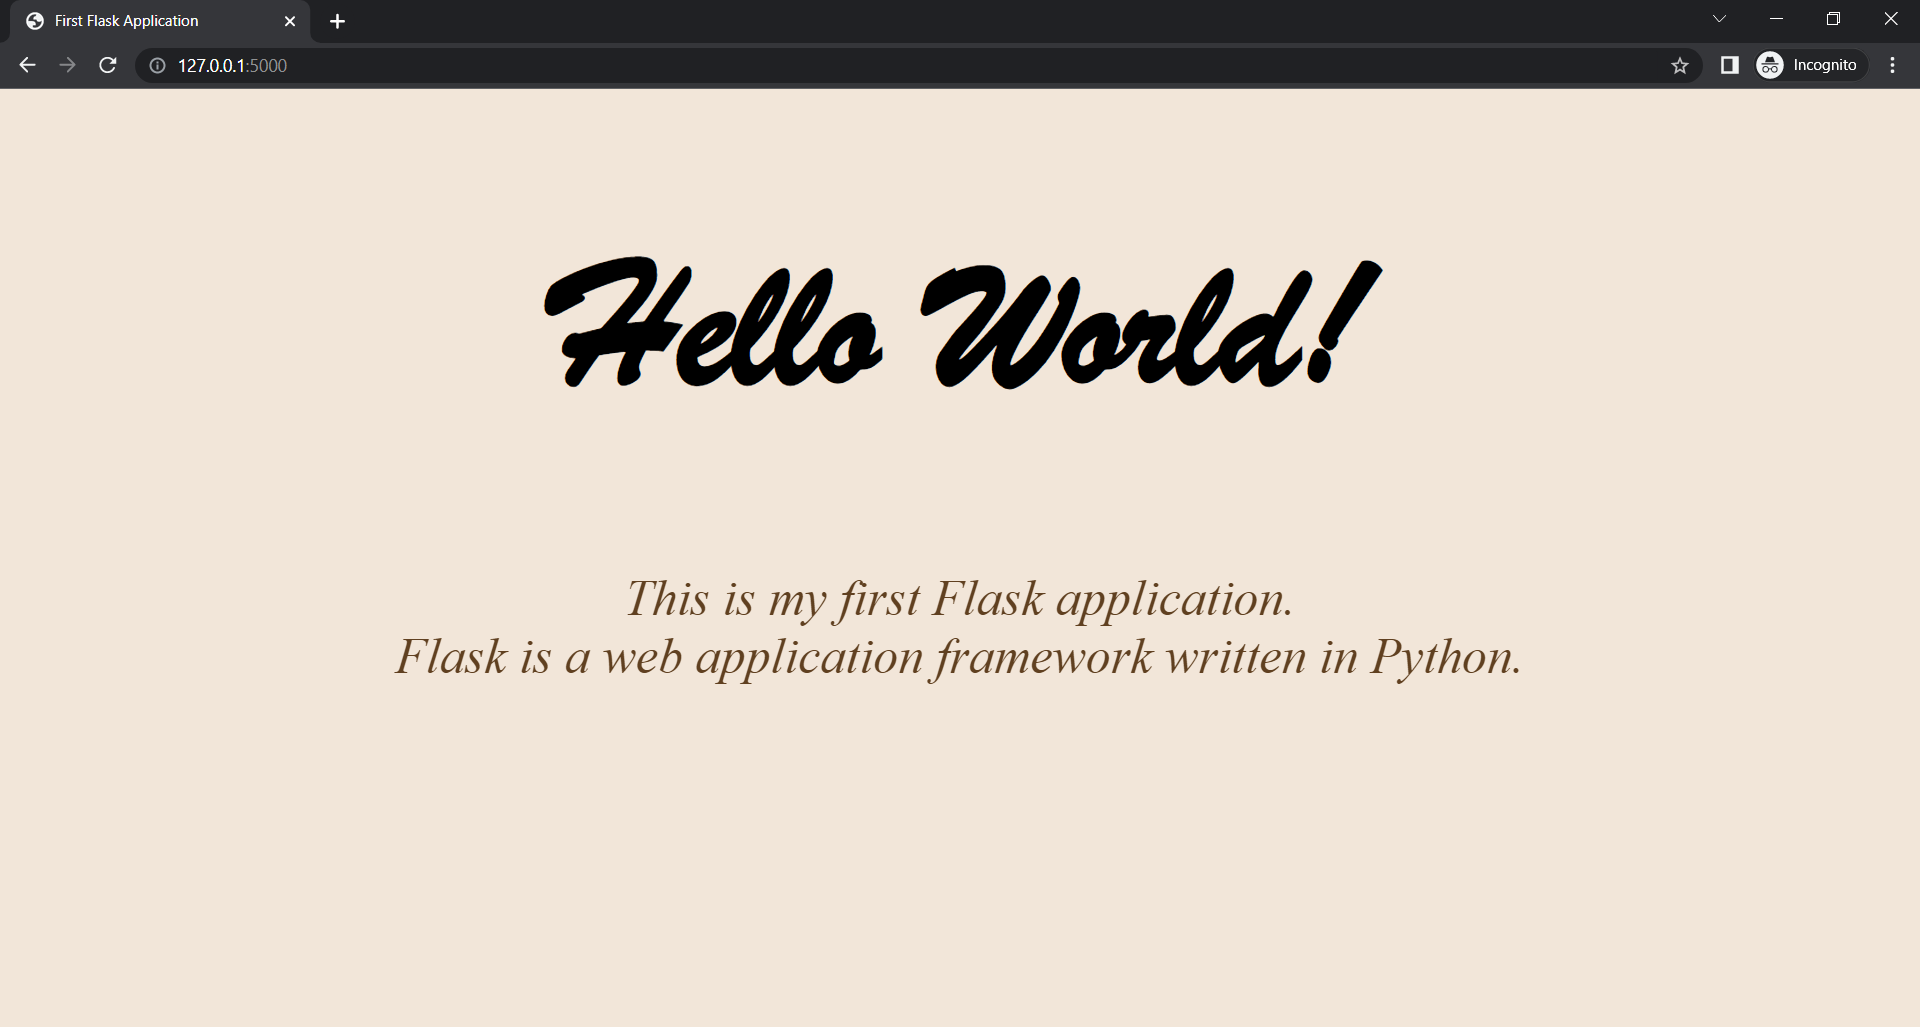 First Flask Application
127.0.0.1:5000
Incognito
Hello World!
This is my first Flask application.
Flask is a web application framework written in Python.